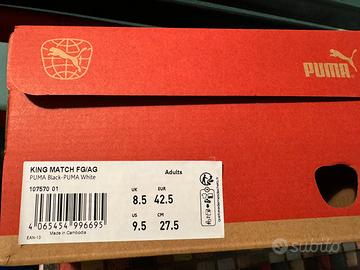 PUMA
KING MATCH FG/AG
PUMA Black-PUMA White
107570 01
Adults
UK EUR
8.5 42.5
US CM
9.5 27.5
4 065454 996695
EAN-13 Made in Cambodia
Subito